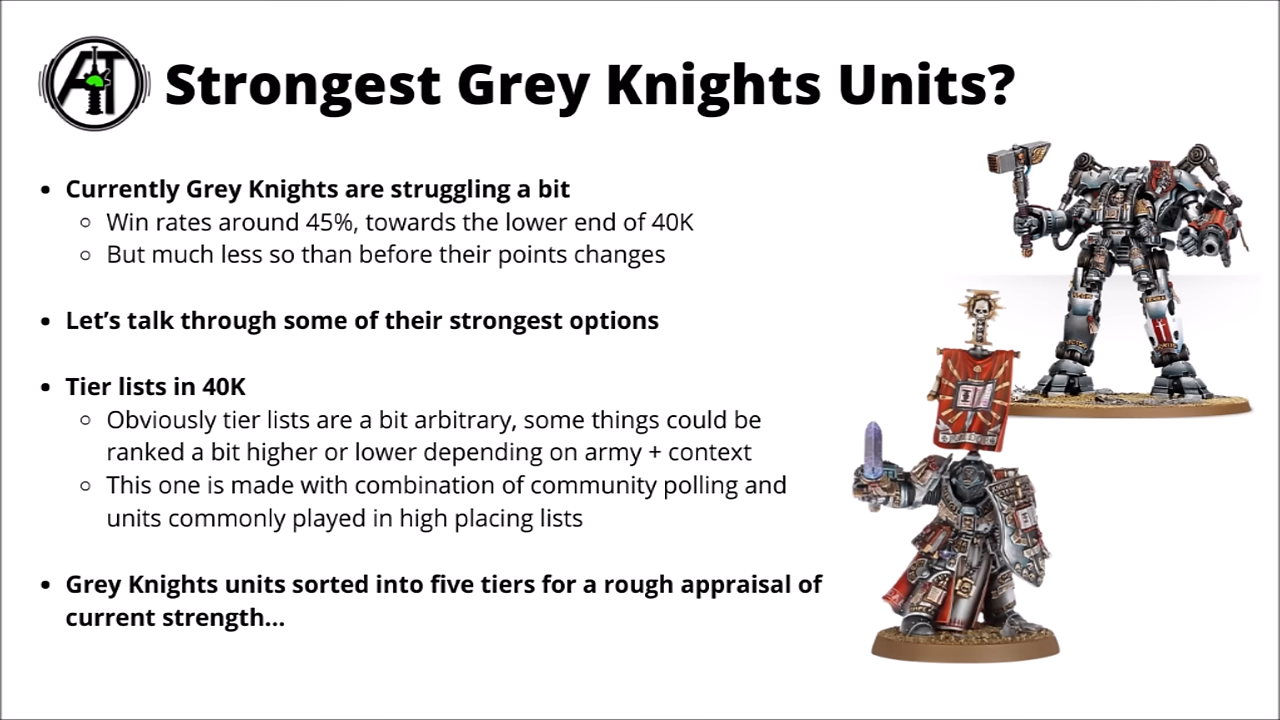 AT
Strongest Grey Knights Units?
• Currently Grey Knights are struggling a bit
○ Win rates around 45%, towards the lower end of 40K
○ But much less so than before their points changes
• Let's talk through some of their strongest options
• Tier lists in 40K
○ Obviously tier lists are a bit arbitrary, some things could be
ranked a bit higher or lower depending on army + context
○ This one is made with combination of community polling and
units commonly played in high placing lists
• Grey Knights units sorted into five tiers for a rough appraisal of
current strength...